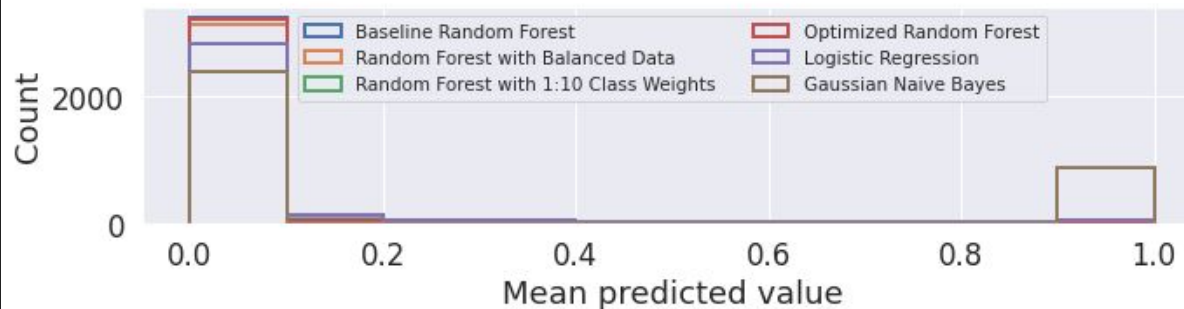 Count
2000
0
Baseline Random Forest
Random Forest with Balanced Data
Random Forest with 1:10 Class Weights
Optimized Random Forest
Logistic Regression
Gaussian Naive Bayes
0.0 0.2 0.4 0.6 0.8 1.0
Mean predicted value